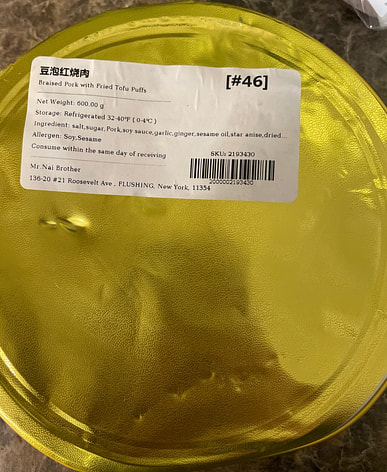 豆泡红烧肉
[#46]
Braised Pork with Fried Tofu Puffs
Net Weight: 600.00 g
Storage: Refrigerated 32-40°F ( 0-4°C )
Ingredient: salt,sugar,Pork,soy sauce,garlic,ginger,sesame oil,star anise,dried...
Allergen: Soy,Sesame
Consume within the same day of receiving
SKU: 2193430
2000002193430
Mr.Nai Brother
136-20 #21 Roosevelt Ave , FLUSHING, New York, 11354